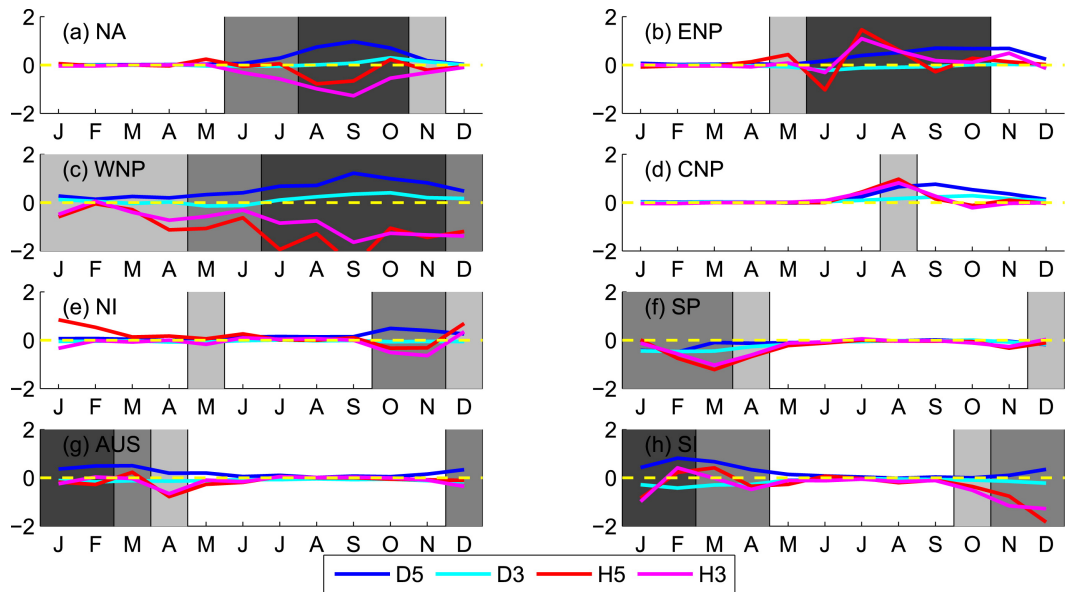 2 (a) NA
0
−2
J F M A M J J A S O N D
2 (b) ENP
0
−2
J F M A M J J A S O N D
2 (c) WNP
0
−2
J F M A M J J A S O N D
2 (d) CNP
0
−2
J F M A M J J A S O N D
2 (e) NI
0
−2
J F M A M J J A S O N D
2 (f) SP
0
−2
J F M A M J J A S O N D
2 (g) AUS
0
−2
J F M A M J J A S O N D
2 (h) SI
0
−2
J F M A M J J A S O N D
D5 D3 H5 H3